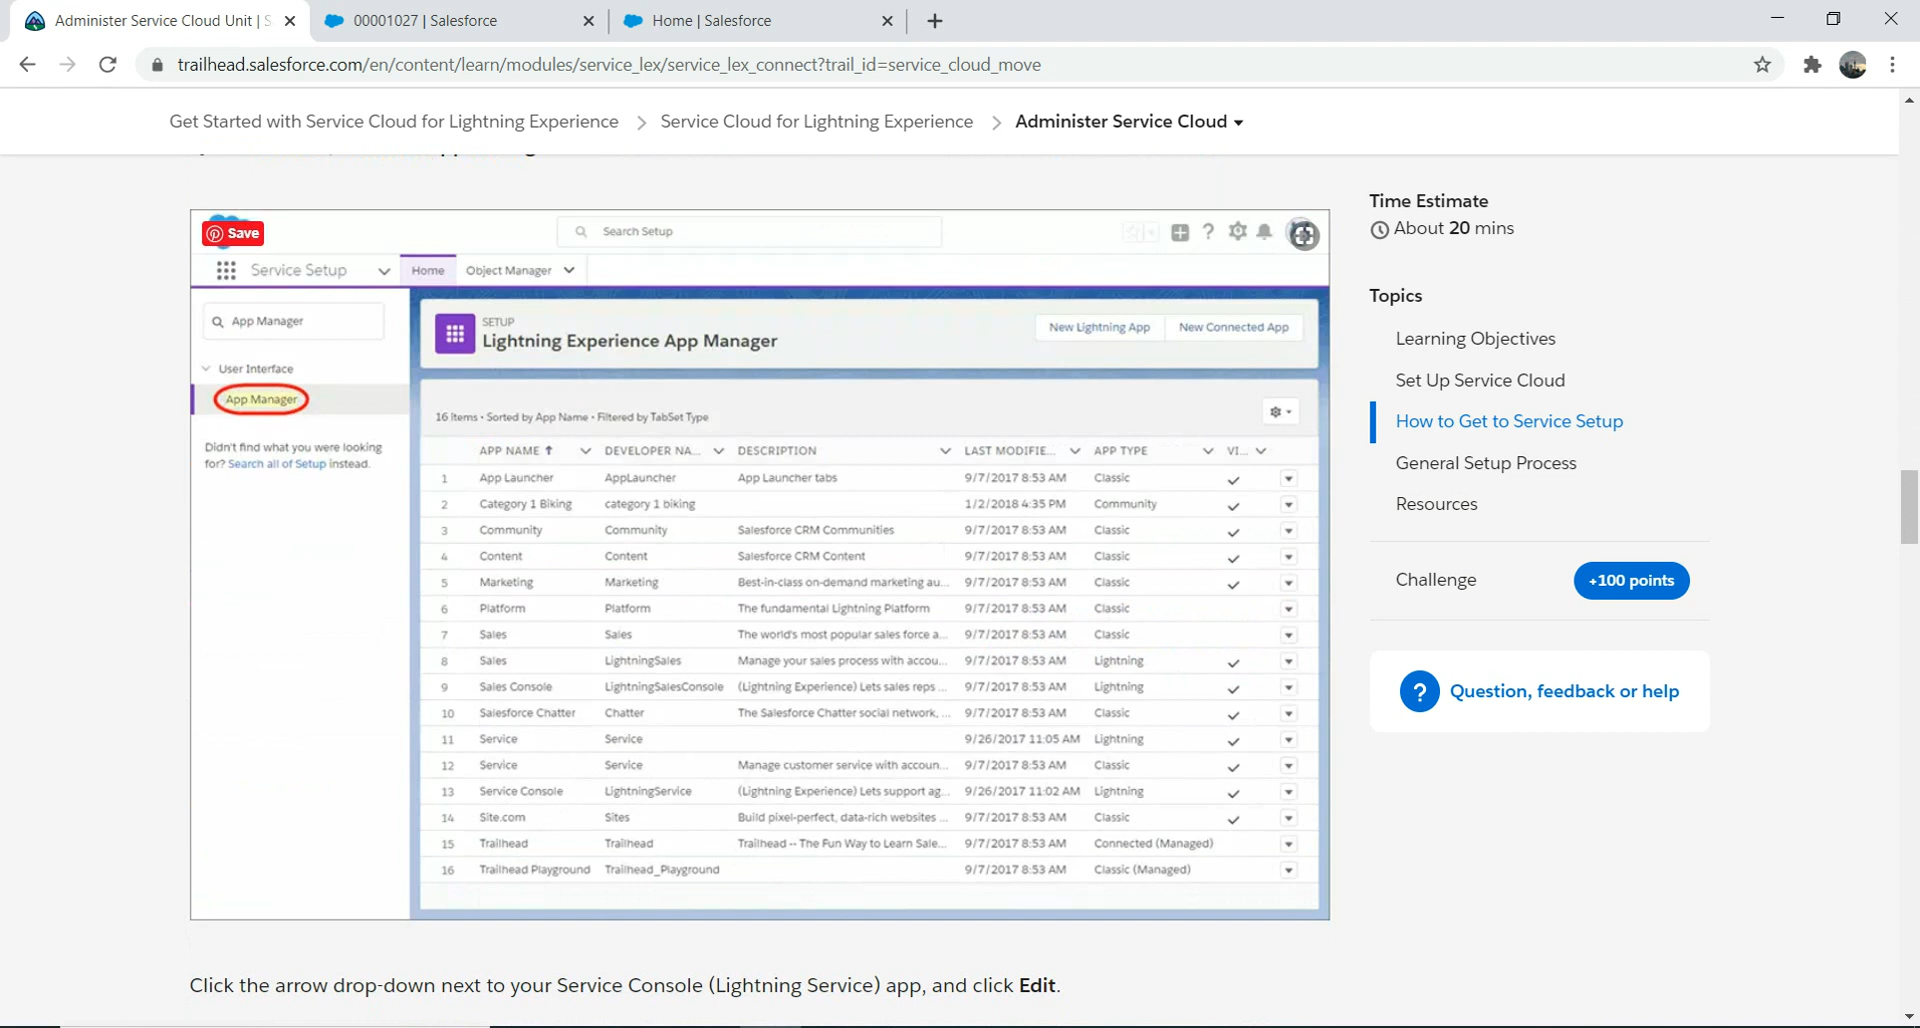 Administer Service Cloud Unit | S
00001027 | Salesforce
Home | Salesforce
trailhead.salesforce.com/en/content/learn/modules/service_lex/service_lex_connect?trail_id=service_cloud_move
Get Started with Service Cloud for Lightning Experience
Service Cloud for Lightning Experience
Administer Service Cloud
Save
Search Setup
Service Setup
Home
Object Manager
App Manager
User Interface
App Manager
Didn't find what you were looking
for? Search all of Setup instead.
SETUP
Lightning Experience App Manager
New Lightning App
New Connected App
16 Items • Sorted by App Name • Filtered by TabSet Type
APP NAME ↑ DEVELOPER NA... DESCRIPTION LAST MODIFIE... APP TYPE VI...
1 App Launcher AppLauncher App Launcher tabs 9/7/2017 8:53 AM Classic
2 Category 1 Biking category 1 biking 1/2/2018 4:35 PM Community
3 Community Community Salesforce CRM Communities 9/7/2017 8:53 AM Classic
4 Content Content Salesforce CRM Content 9/7/2017 8:53 AM Classic
5 Marketing Marketing Best-in-class on-demand marketing au... 9/7/2017 8:53 AM Classic
6 Platform Platform The fundamental Lightning Platform 9/7/2017 8:53 AM Classic
7 Sales Sales The world's most popular sales force a... 9/7/2017 8:53 AM Classic
8 Sales LightningSales Manage your sales process with accou... 9/7/2017 8:53 AM Lightning
9 Sales Console LightningSalesConsole (Lightning Experience) Lets sales reps ... 9/7/2017 8:53 AM Lightning
10 Salesforce Chatter Chatter The Salesforce Chatter social network, ... 9/7/2017 8:53 AM Classic
11 Service Service 9/26/2017 11:05 AM Lightning
12 Service Service Manage customer service with accoun... 9/7/2017 8:53 AM Classic
13 Service Console LightningService (Lightning Experience) Lets support ag... 9/26/2017 11:02 AM Lightning
14 Site.com Sites Build pixel-perfect, data-rich websites ... 9/7/2017 8:53 AM Classic
15 Trailhead Trailhead Trailhead -- The Fun Way to Learn Sale... 9/7/2017 8:53 AM Connected (Managed)
16 Trailhead Playground Trailhead_Playground 9/7/2017 8:53 AM Classic (Managed)
Click the arrow drop-down next to your Service Console (Lightning Service) app, and click Edit.
Time Estimate
About 20 mins
Topics
Learning Objectives
Set Up Service Cloud
How to Get to Service Setup
General Setup Process
Resources
Challenge
+100 points
? Question, feedback or help